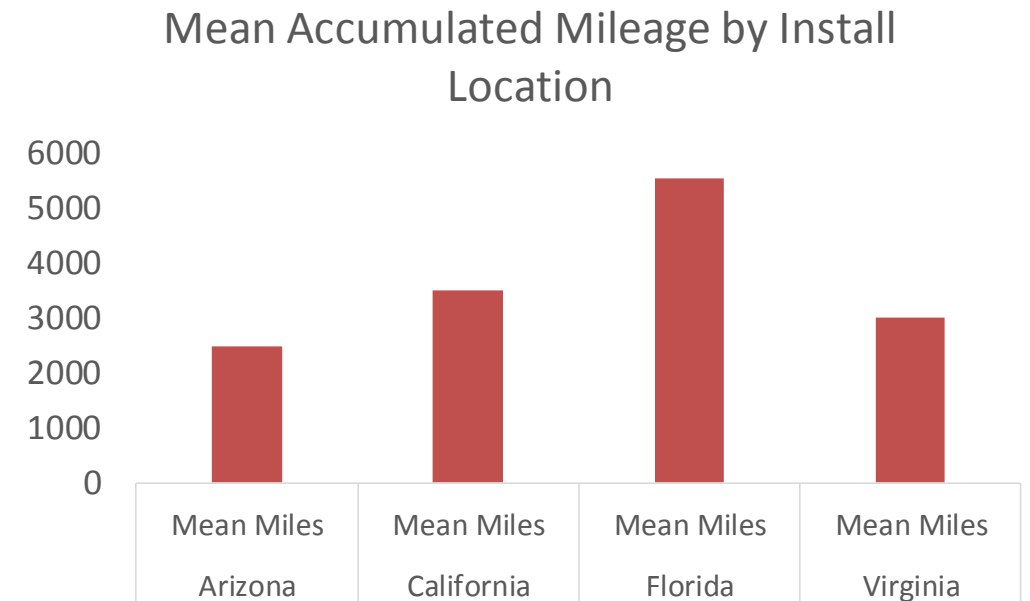 Mean Accumulated Mileage by Install
Location
6000
5000
4000
3000
2000
1000
0
Mean Miles Mean Miles Mean Miles Mean Miles
Arizona California Florida Virginia